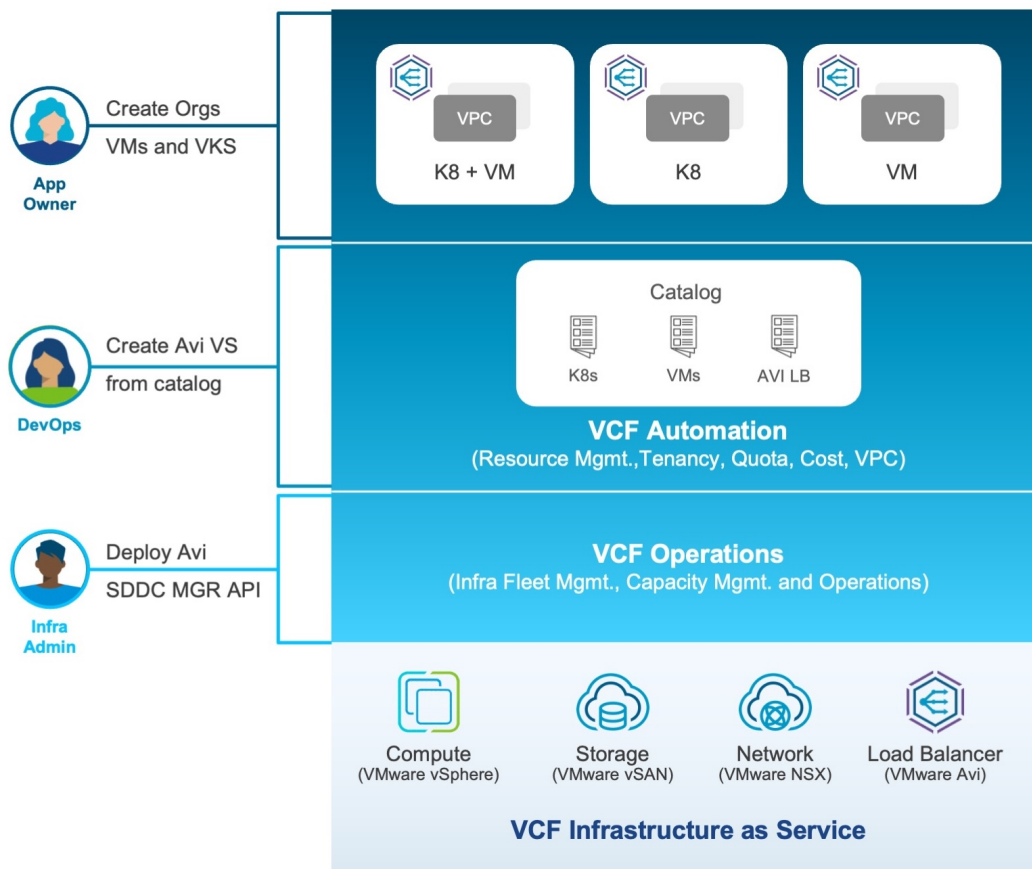 Create Orgs
VMs and VKS
App
Owner
VPC
K8 + VM
VPC
K8
VPC
VM
Create Avi VS
from catalog
DevOps
Catalog
K8s
VMs
AVI LB
VCF Automation
(Resource Mgmt.,Tenancy, Quota, Cost, VPC)
Deploy Avi
SDDC MGR API
Infra
Admin
VCF Operations
(Infra Fleet Mgmt., Capacity Mgmt. and Operations)
Compute
(VMware vSphere)
Storage
(VMware vSAN)
Network
(VMware NSX)
Load Balancer
(VMware Avi)
VCF Infrastructure as Service